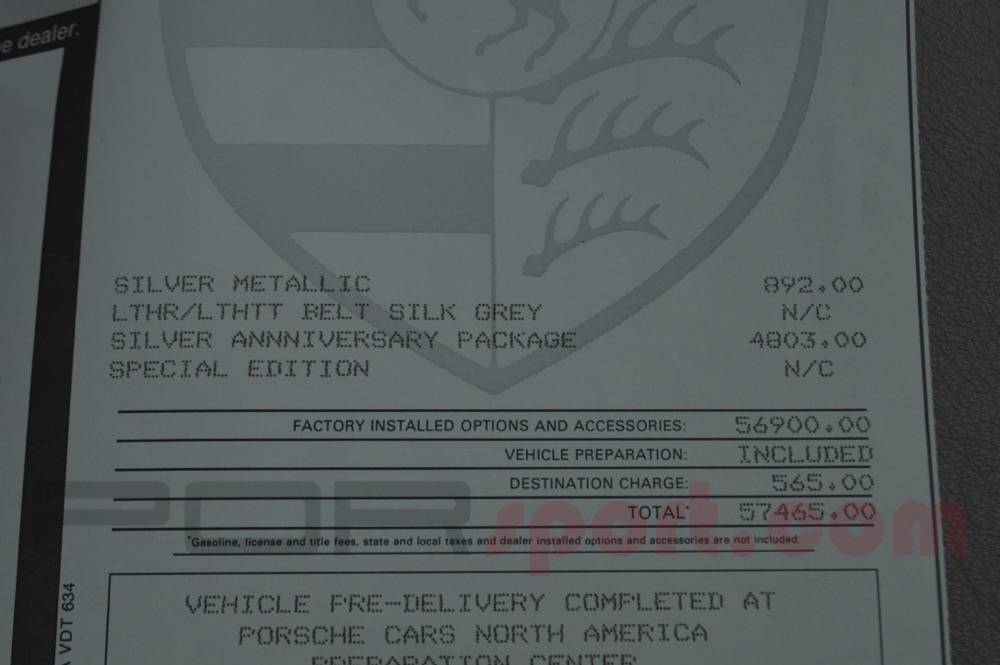 e dealer.
SILVER METALLIC 892.00
LTHR/LTHTT BELT SILK GREY N/C
SILVER ANNNIVERSARY PACKAGE 4803.00
SPECIAL EDITION N/C
FACTORY INSTALLED OPTIONS AND ACCESSORIES: 56900.00
VEHICLE PREPARATION: INCLUDED
DESTINATION CHARGE: 565.00
TOTAL* 57465.00
*Gasoline, license and title fees, state and local taxes and dealer installed options and accessories are not included.
PORsport.com
VEHICLE PRE-DELIVERY COMPLETED AT
PORSCHE CARS NORTH AMERICA
PREPARATION CENTER
A VDT 634